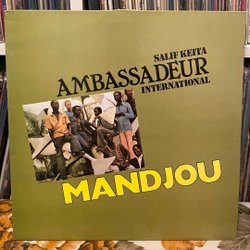 SALIF KEITA
AMBASSADEUR
INTERNATIONAL
MANDJOU